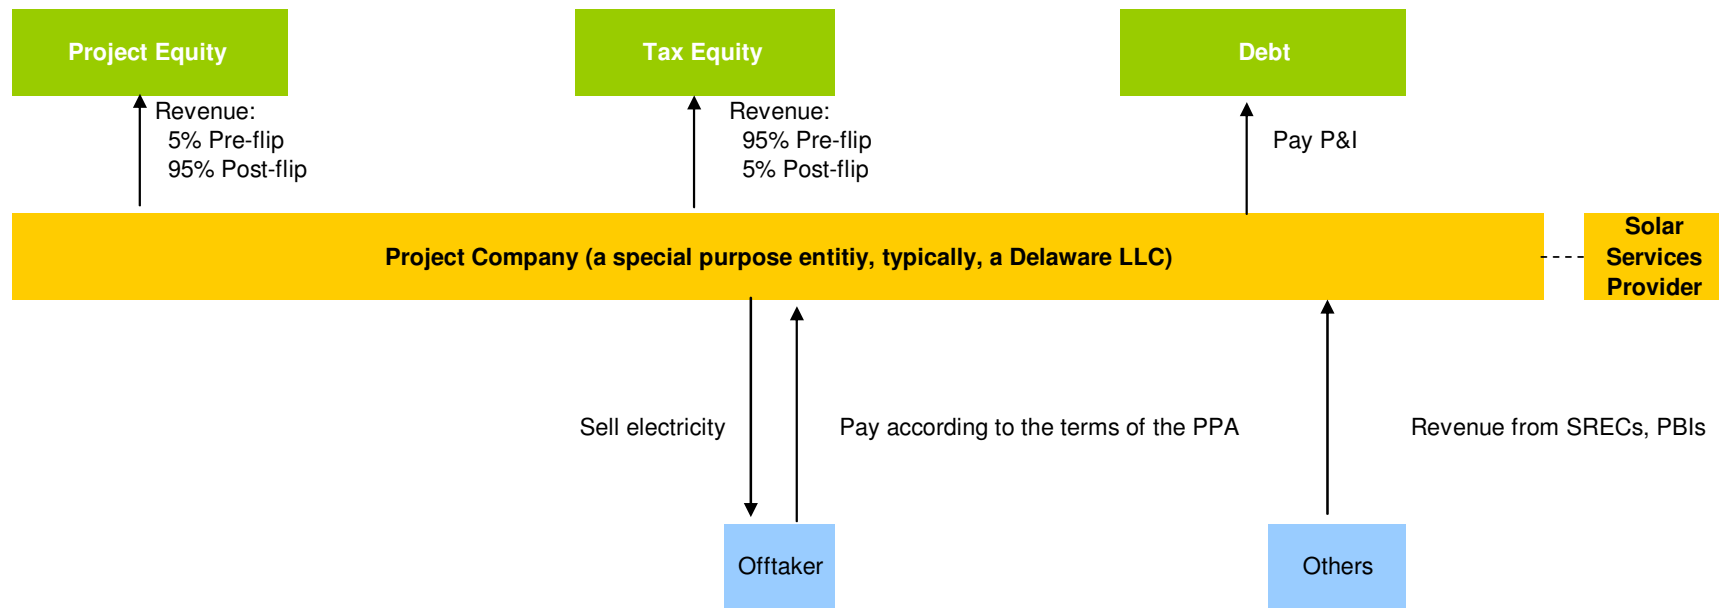 Project Equity
Tax Equity
Debt
Revenue:
5% Pre-flip
95% Post-flip
Revenue:
95% Pre-flip
5% Post-flip
Pay P&I
Project Company (a special purpose entitiy, typically, a Delaware LLC)
Solar
Services
Provider
Sell electricity
Pay according to the terms of the PPA
Revenue from SRECs, PBIs
Offtaker
Others